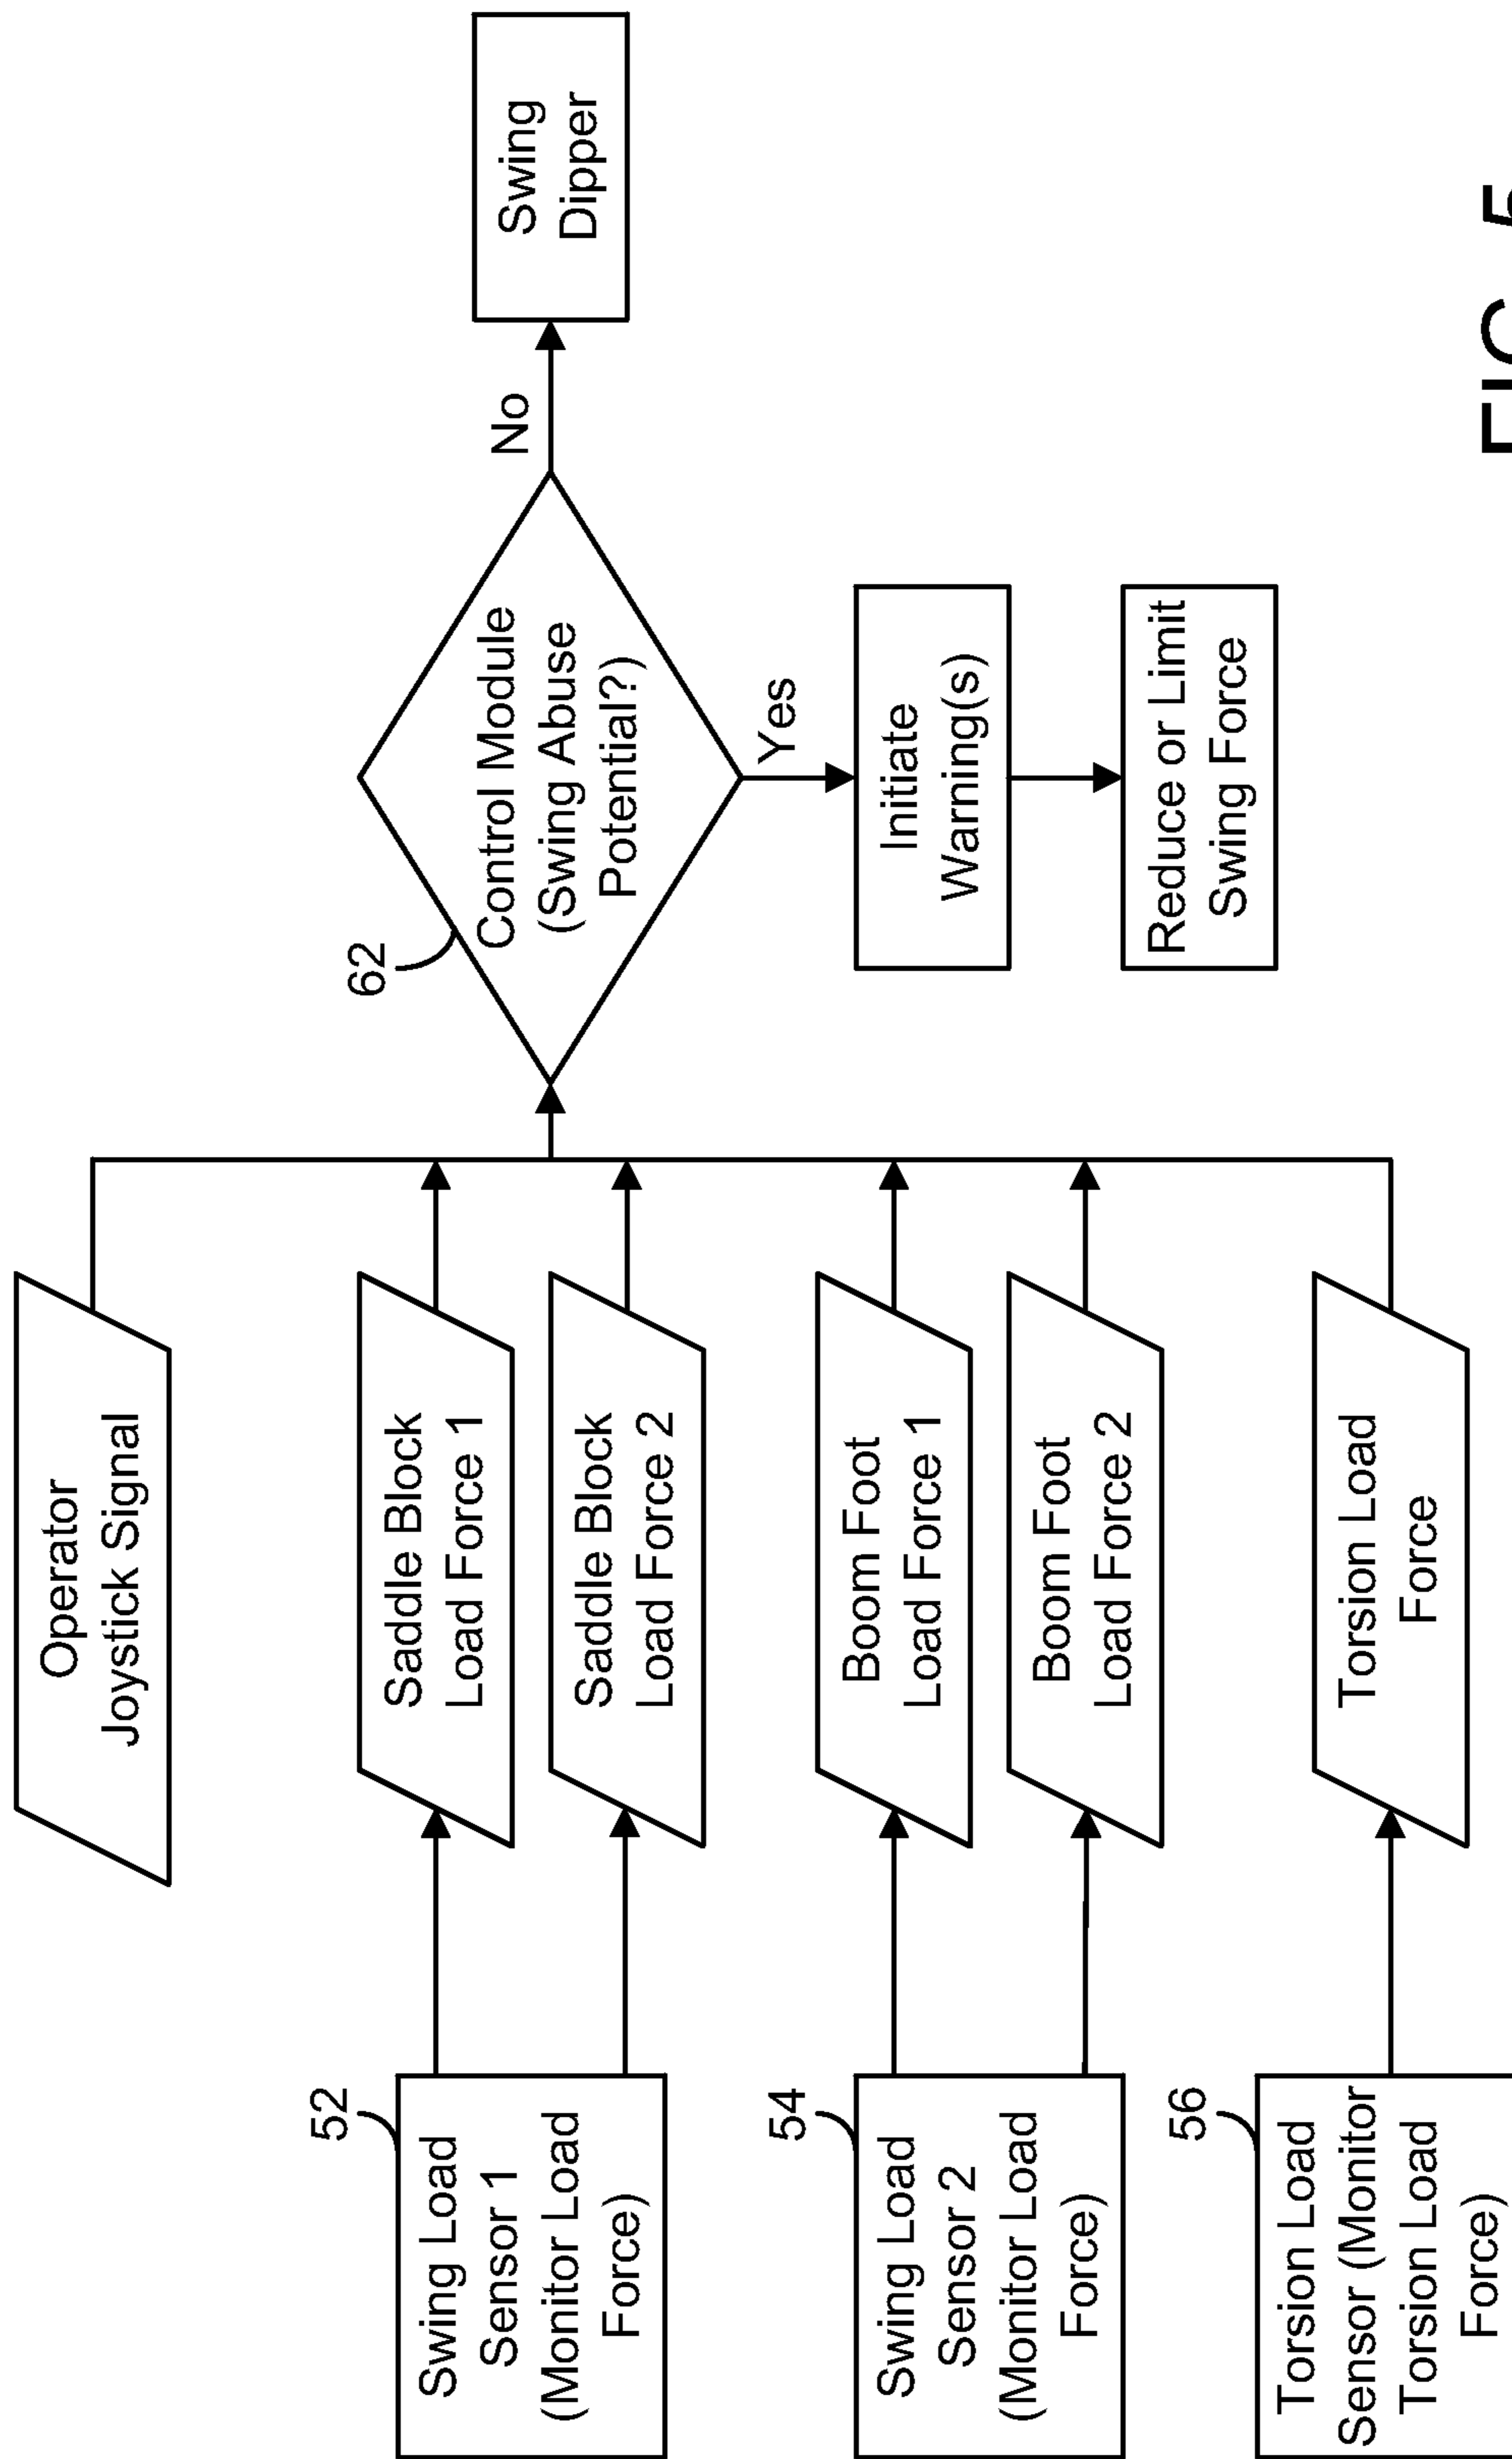 Operator
Joystick Signal
52
Swing Load
Sensor 1
(Monitor Load
Force)
Saddle Block
Load Force 1
Saddle Block
Load Force 2
62
Control Module
(Swing Abuse
Potential?)
No
Swing
Dipper
Yes
Initiate
Warning(s)
Reduce or Limit
Swing Force
54
Swing Load
Sensor 2
(Monitor Load
Force)
Boom Foot
Load Force 1
Boom Foot
Load Force 2
56
Torsion Load
Sensor (Monitor
Torsion Load
Force)
Torsion Load
Force